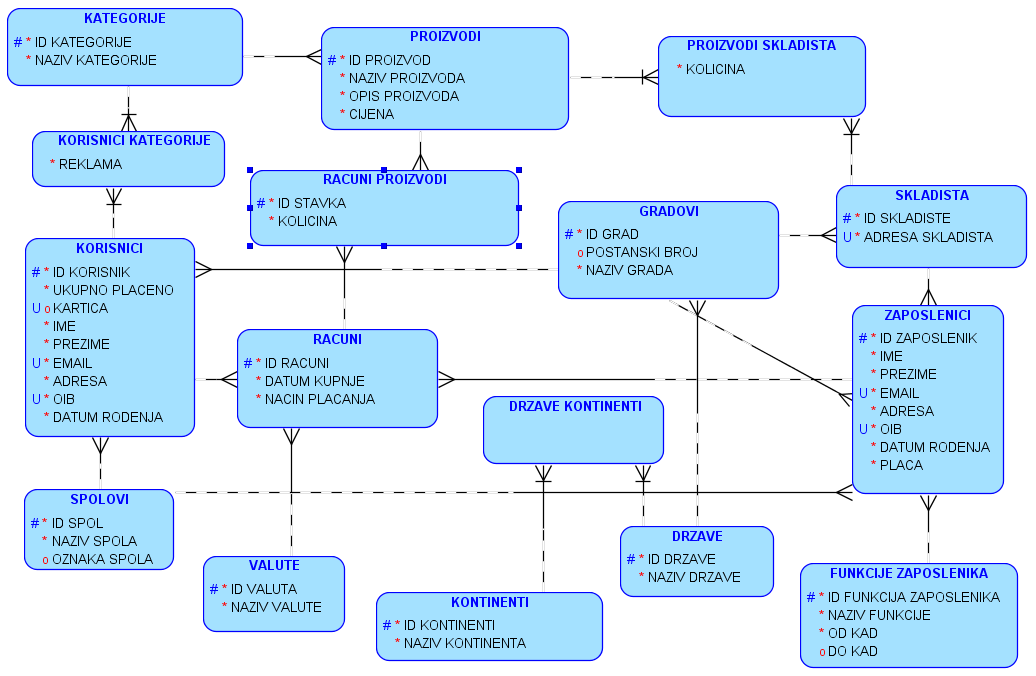 KATEGORIJE
# * ID KATEGORIJE
* NAZIV KATEGORIJE
PROIZVODI
# * ID PROIZVOD
* NAZIV PROIZVODA
* OPIS PROIZVODA
* CIJENA
PROIZVODI SKLADISTA
* KOLICINA
KORISNICI KATEGORIJE
* REKLAMA
RACUNI PROIZVODI
# * ID STAVKA
* KOLICINA
GRADOVI
# * ID GRAD
o POSTANSKI BROJ
* NAZIV GRADA
SKLADISTA
# * ID SKLADISTE
U * ADRESA SKLADISTA
KORISNICI
# * ID KORISNIK
* UKUPNO PLACENO
U o KARTICA
* IME
* PREZIME
U * EMAIL
* ADRESA
U * OIB
* DATUM RODENJA
RACUNI
# * ID RACUNI
* DATUM KUPNJE
* NACIN PLACANJA
ZAPOSLENICI
# * ID ZAPOSLENIK
* IME
* PREZIME
U * EMAIL
* ADRESA
U * OIB
* DATUM RODENJA
* PLACA
DRZAVE KONTINENTI
SPOLOVI
# * ID SPOL
* NAZIV SPOLA
o OZNAKA SPOLA
VALUTE
# * ID VALUTA
* NAZIV VALUTE
KONTINENTI
# * ID KONTINENTI
* NAZIV KONTINENTA
DRZAVE
# * ID DRZAVE
* NAZIV DRZAVE
FUNKCIJE ZAPOSLENIKA
# * ID FUNKCIJA ZAPOSLENIKA
* NAZIV FUNKCIJE
* OD KAD
o DO KAD